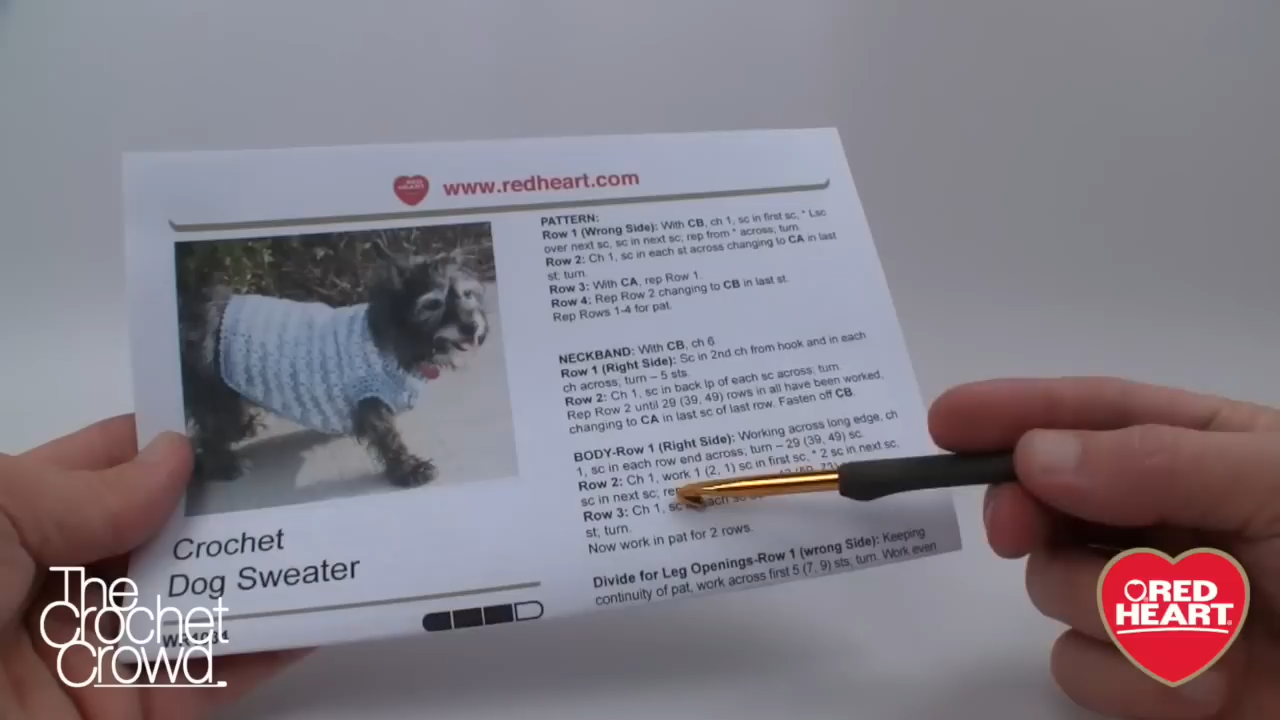 RED
HEART
www.redheart.com
PATTERN:
Row 1 (Wrong Side): With CB, ch 1, sc in first sc, * Lsc
over next sc, sc in next sc; rep from * across, turn.
Row 2: Ch 1, sc in each st across changing to CA in last
st; turn.
Row 3: With CA, rep Row 1.
Row 4: Rep Row 2 changing to CB in last st.
Rep Rows 1-4 for pat.
NECKBAND: With CB, ch 6
Row 1 (Right Side): Sc in 2nd ch from hook and in each
ch across; turn – 5 sts.
Row 2: Ch 1, sc in back lp of each sc across; turn.
Rep Row 2 until 29 (39, 49) rows in all have been worked,
changing to CA in last sc of last row. Fasten off CB.
BODY-Row 1 (Right Side): Working across long edge, ch
1, sc in each row end across; turn – 29 (39, 49) sc.
Row 2: Ch 1, work 1 (2, 1) sc in first sc, * 2 sc in next sc,
sc in next sc; rep
Row 3: Ch 1, sc in each sc
st; turn.
Now work in pat for 2 rows.
Divide for Leg Openings-Row 1 (wrong Side): Keeping
continuity of pat, work across first 5 (7, 9) sts; turn. Work even
Crochet
Dog Sweater
The
Crochet
Crowd
RED
HEART